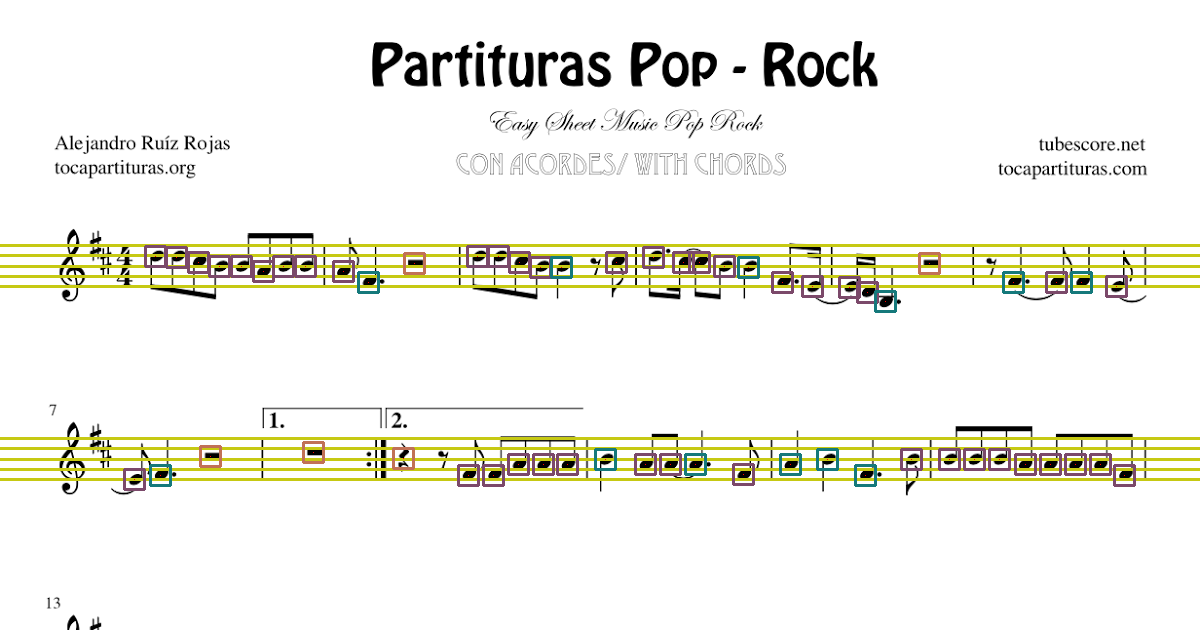 Partituras Pop - Rock
Easy Sheet Music Pop Rock
CON ACORDES/ WITH CHORDS
Alejandro Ruíz Rojas
tocapartituras.org
tubescore.net
tocapartituras.com
4
4
7
1.
2.
13